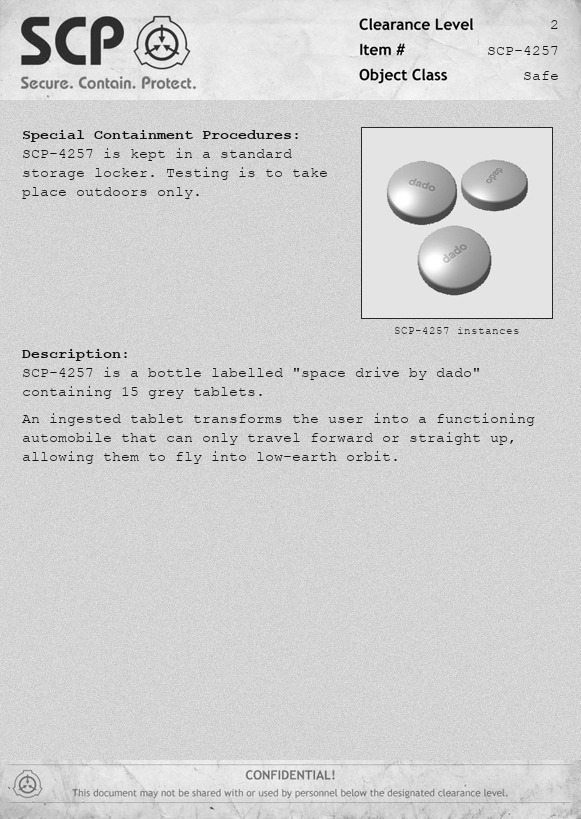 SCP
Secure. Contain. Protect.
Clearance Level 2
Item # SCP-4257
Object Class Safe
Special Containment Procedures:
SCP-4257 is kept in a standard
storage locker. Testing is to take
place outdoors only.
dado
dado
dado
SCP-4257 instances
Description:
SCP-4257 is a bottle labelled "space drive by dado"
containing 15 grey tablets.
An ingested tablet transforms the user into a functioning
automobile that can only travel forward or straight up,
allowing them to fly into low-earth orbit.
CONFIDENTIAL!
This document may not be shared with or used by personnel below the designated clearance level.